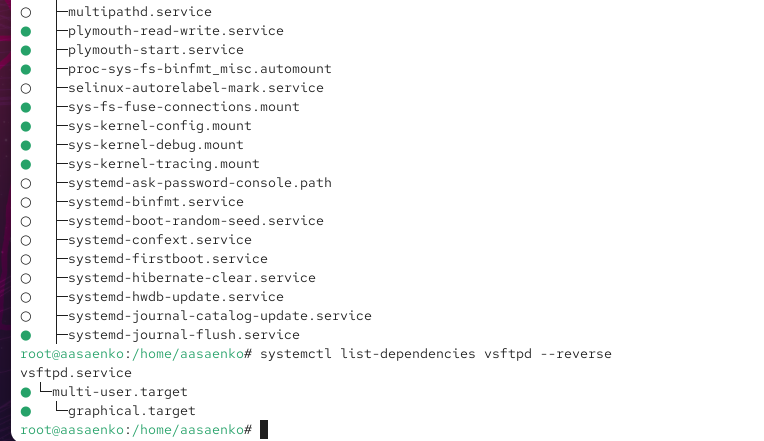 ○   ├─multipathd.service
●   ├─plymouth-read-write.service
●   ├─plymouth-start.service
●   ├─proc-sys-fs-binfmt_misc.automount
○   ├─selinux-autorelabel-mark.service
●   ├─sys-fs-fuse-connections.mount
●   ├─sys-kernel-config.mount
●   ├─sys-kernel-debug.mount
●   ├─sys-kernel-tracing.mount
○   ├─systemd-ask-password-console.path
○   ├─systemd-binfmt.service
○   ├─systemd-boot-random-seed.service
○   ├─systemd-confext.service
○   ├─systemd-firstboot.service
○   ├─systemd-hibernate-clear.service
○   ├─systemd-hwdb-update.service
○   ├─systemd-journal-catalog-update.service
●   ├─systemd-journal-flush.service
root@aasaenko:/home/aasaenko# systemctl list-dependencies vsftpd --reverse
vsftpd.service
● └─multi-user.target
●   └─graphical.target
root@aasaenko:/home/aasaenko#